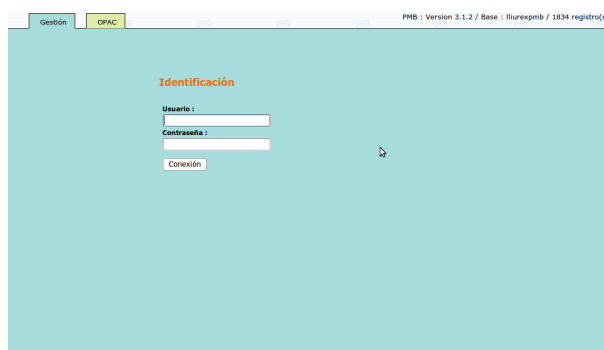 Gestión OPAC PMB : Version 3.1.2 / Base : lliurexpmb / 1834 registro(s
Identificación
Usuario :
Contraseña :
Conexión